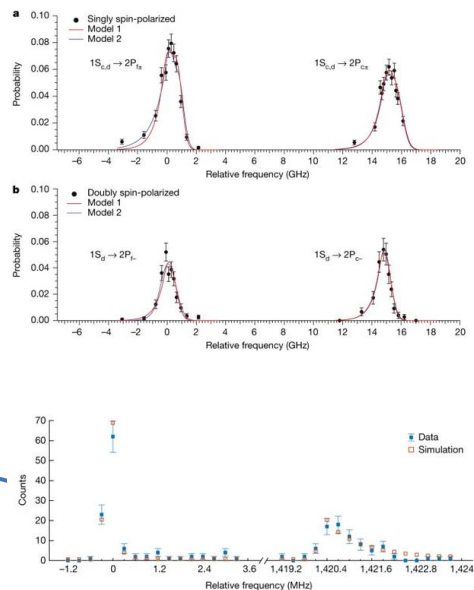 a
0.10
0.08
0.06
0.04
0.02
0.00
Probability
Singly spin-polarized
Model 1
Model 2
1Sc,d → 2Pf±
1Sc,d → 2Pc±
−6 −4 −2 0 2 4 6 8 10 12 14 16 18 20
Relative frequency (GHz)
b
0.10
0.08
0.06
0.04
0.02
0.00
Probability
Doubly spin-polarized
Model 1
Model 2
1Sd → 2Pf−
1Sd → 2Pc−
−6 −4 −2 0 2 4 6 8 10 12 14 16 18 20
Relative frequency (GHz)
70
60
50
40
30
20
10
0
Counts
Data
Simulation
−1.2 0 1.2 2.4 3.6 1,419.2 1,420.4 1,421.6 1,422.8 1,424
Relative frequency (MHz)